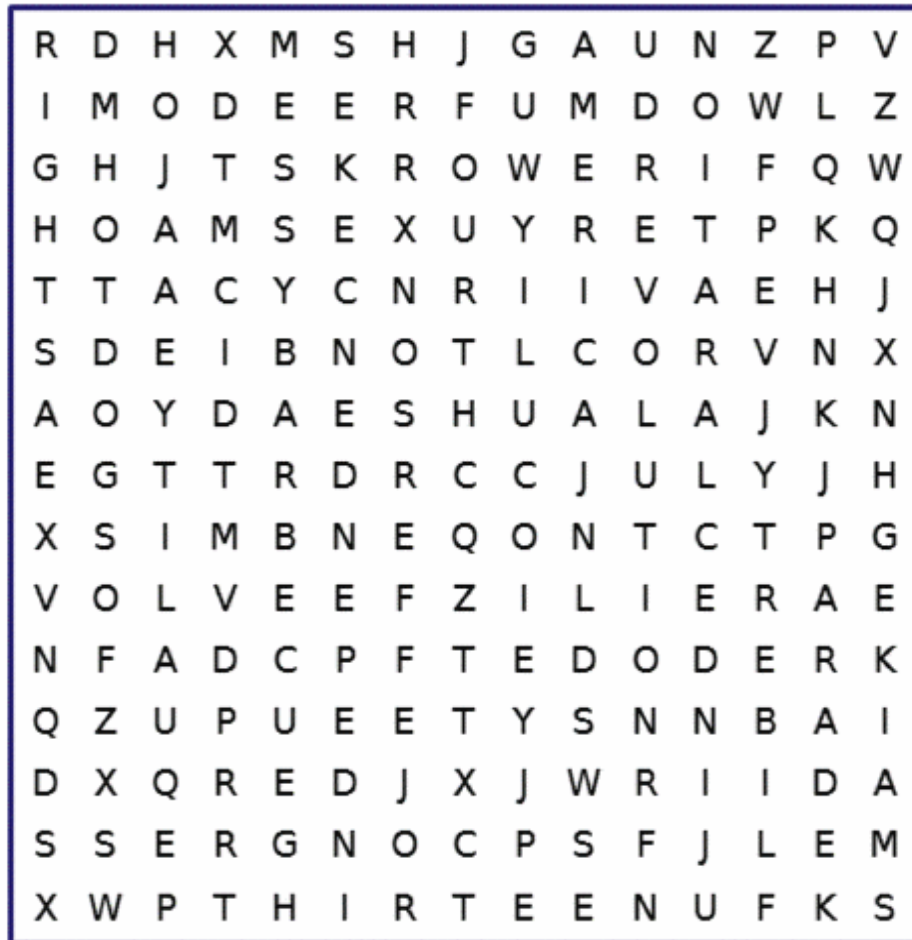 R D H X M S H J G A U N Z P V
I M O D E E R F U M D O W L Z
G H J T S K R O W E R I F Q W
H O A M S E X U Y R E T P K Q
T T A C Y C N R I I V A E H J
S D E I B N O T L C O R V N X
A O Y D A E S H U A L A J K N
E G T T R D R C C J U L Y J H
X S I M B N E Q O N T C T P G
V O L V E E F Z I L I E R A E
N F A D C P F T E D O D E R K
Q Z U P U E E T Y S N N B A I
D X Q R E D J X J W R I I D A
S S E R G N O C P S F J L E M
X W P T H I R T E E N U F K S